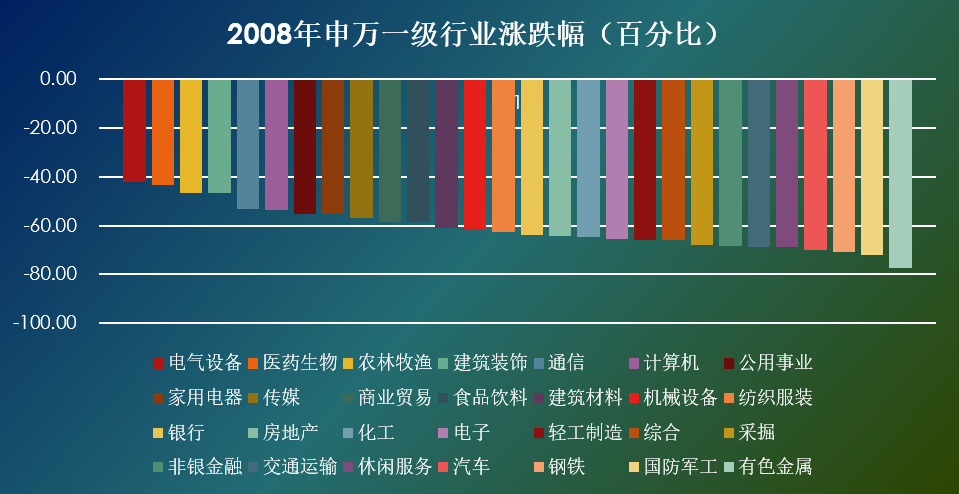 2008年申万一级行业涨跌幅（百分比）
0.00
1
-20.00
-40.00
-60.00
-80.00
-100.00
电气设备 医药生物 农林牧渔 建筑装饰 通信 计算机 公用事业
家用电器 传媒 商业贸易 食品饮料 建筑材料 机械设备 纺织服装
银行 房地产 化工 电子 轻工制造 综合 采掘
非银金融 交通运输 休闲服务 汽车 钢铁 国防军工 有色金属